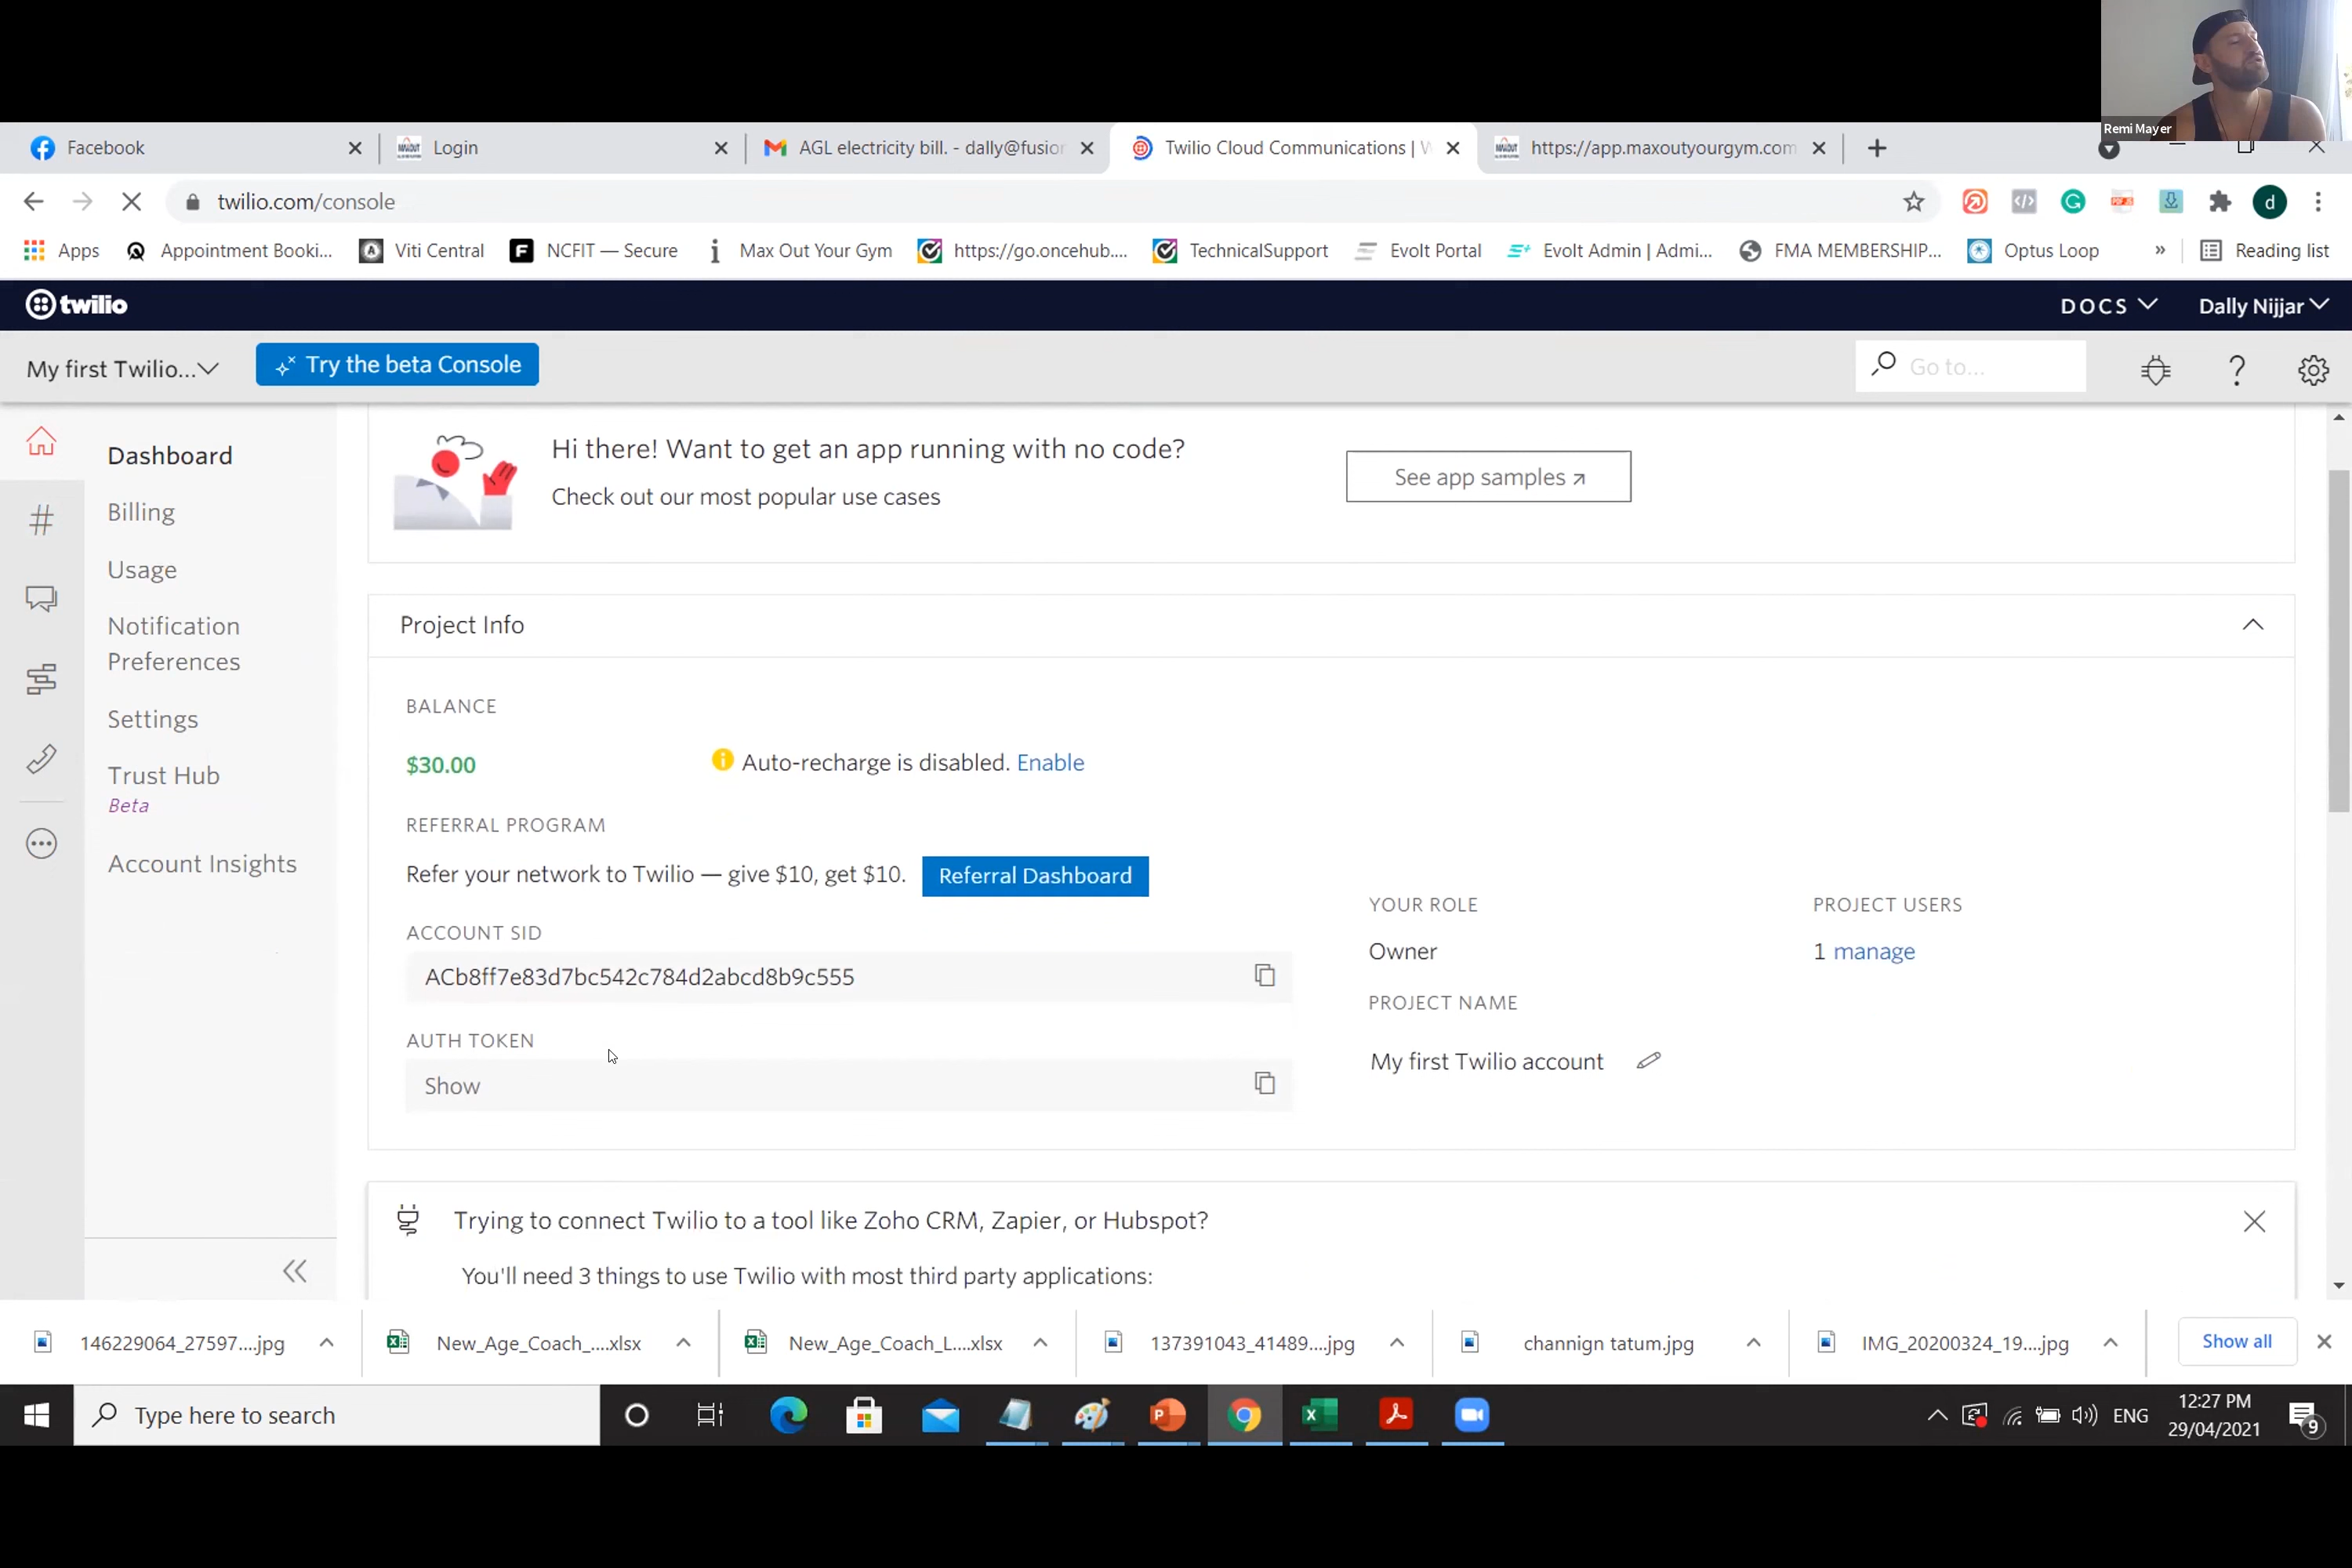 Remi Mayer
Facebook
Login
AGL electricity bill. - dally@fusior
Twilio Cloud Communications | W
https://app.maxoutyourgym.com
twilio.com/console
d
Apps
Appointment Booki...
Viti Central
NCFIT — Secure
Max Out Your Gym
https://go.oncehub....
TechnicalSupport
Evolt Portal
Evolt Admin | Admi...
FMA MEMBERSHIP...
Optus Loop
»
Reading list
twilio
DOCS
Dally Nijjar
My first Twilio...
Try the beta Console
Go to...
Dashboard
Billing
Usage
Notification
Preferences
Settings
Trust Hub
Beta
Account Insights
Hi there! Want to get an app running with no code?
Check out our most popular use cases
See app samples
Project Info
BALANCE
$30.00
Auto-recharge is disabled. Enable
REFERRAL PROGRAM
Refer your network to Twilio — give $10, get $10.
Referral Dashboard
ACCOUNT SID
ACb8ff7e83d7bc542c784d2abcd8b9c555
AUTH TOKEN
Show
YOUR ROLE
Owner
PROJECT USERS
1 manage
PROJECT NAME
My first Twilio account
Trying to connect Twilio to a tool like Zoho CRM, Zapier, or Hubspot?
You'll need 3 things to use Twilio with most third party applications:
146229064_27597....jpg
New_Age_Coach_....xlsx
New_Age_Coach_L....xlsx
137391043_41489....jpg
channign tatum.jpg
IMG_20200324_19....jpg
Show all
Type here to search
ENG
12:27 PM
29/04/2021
9